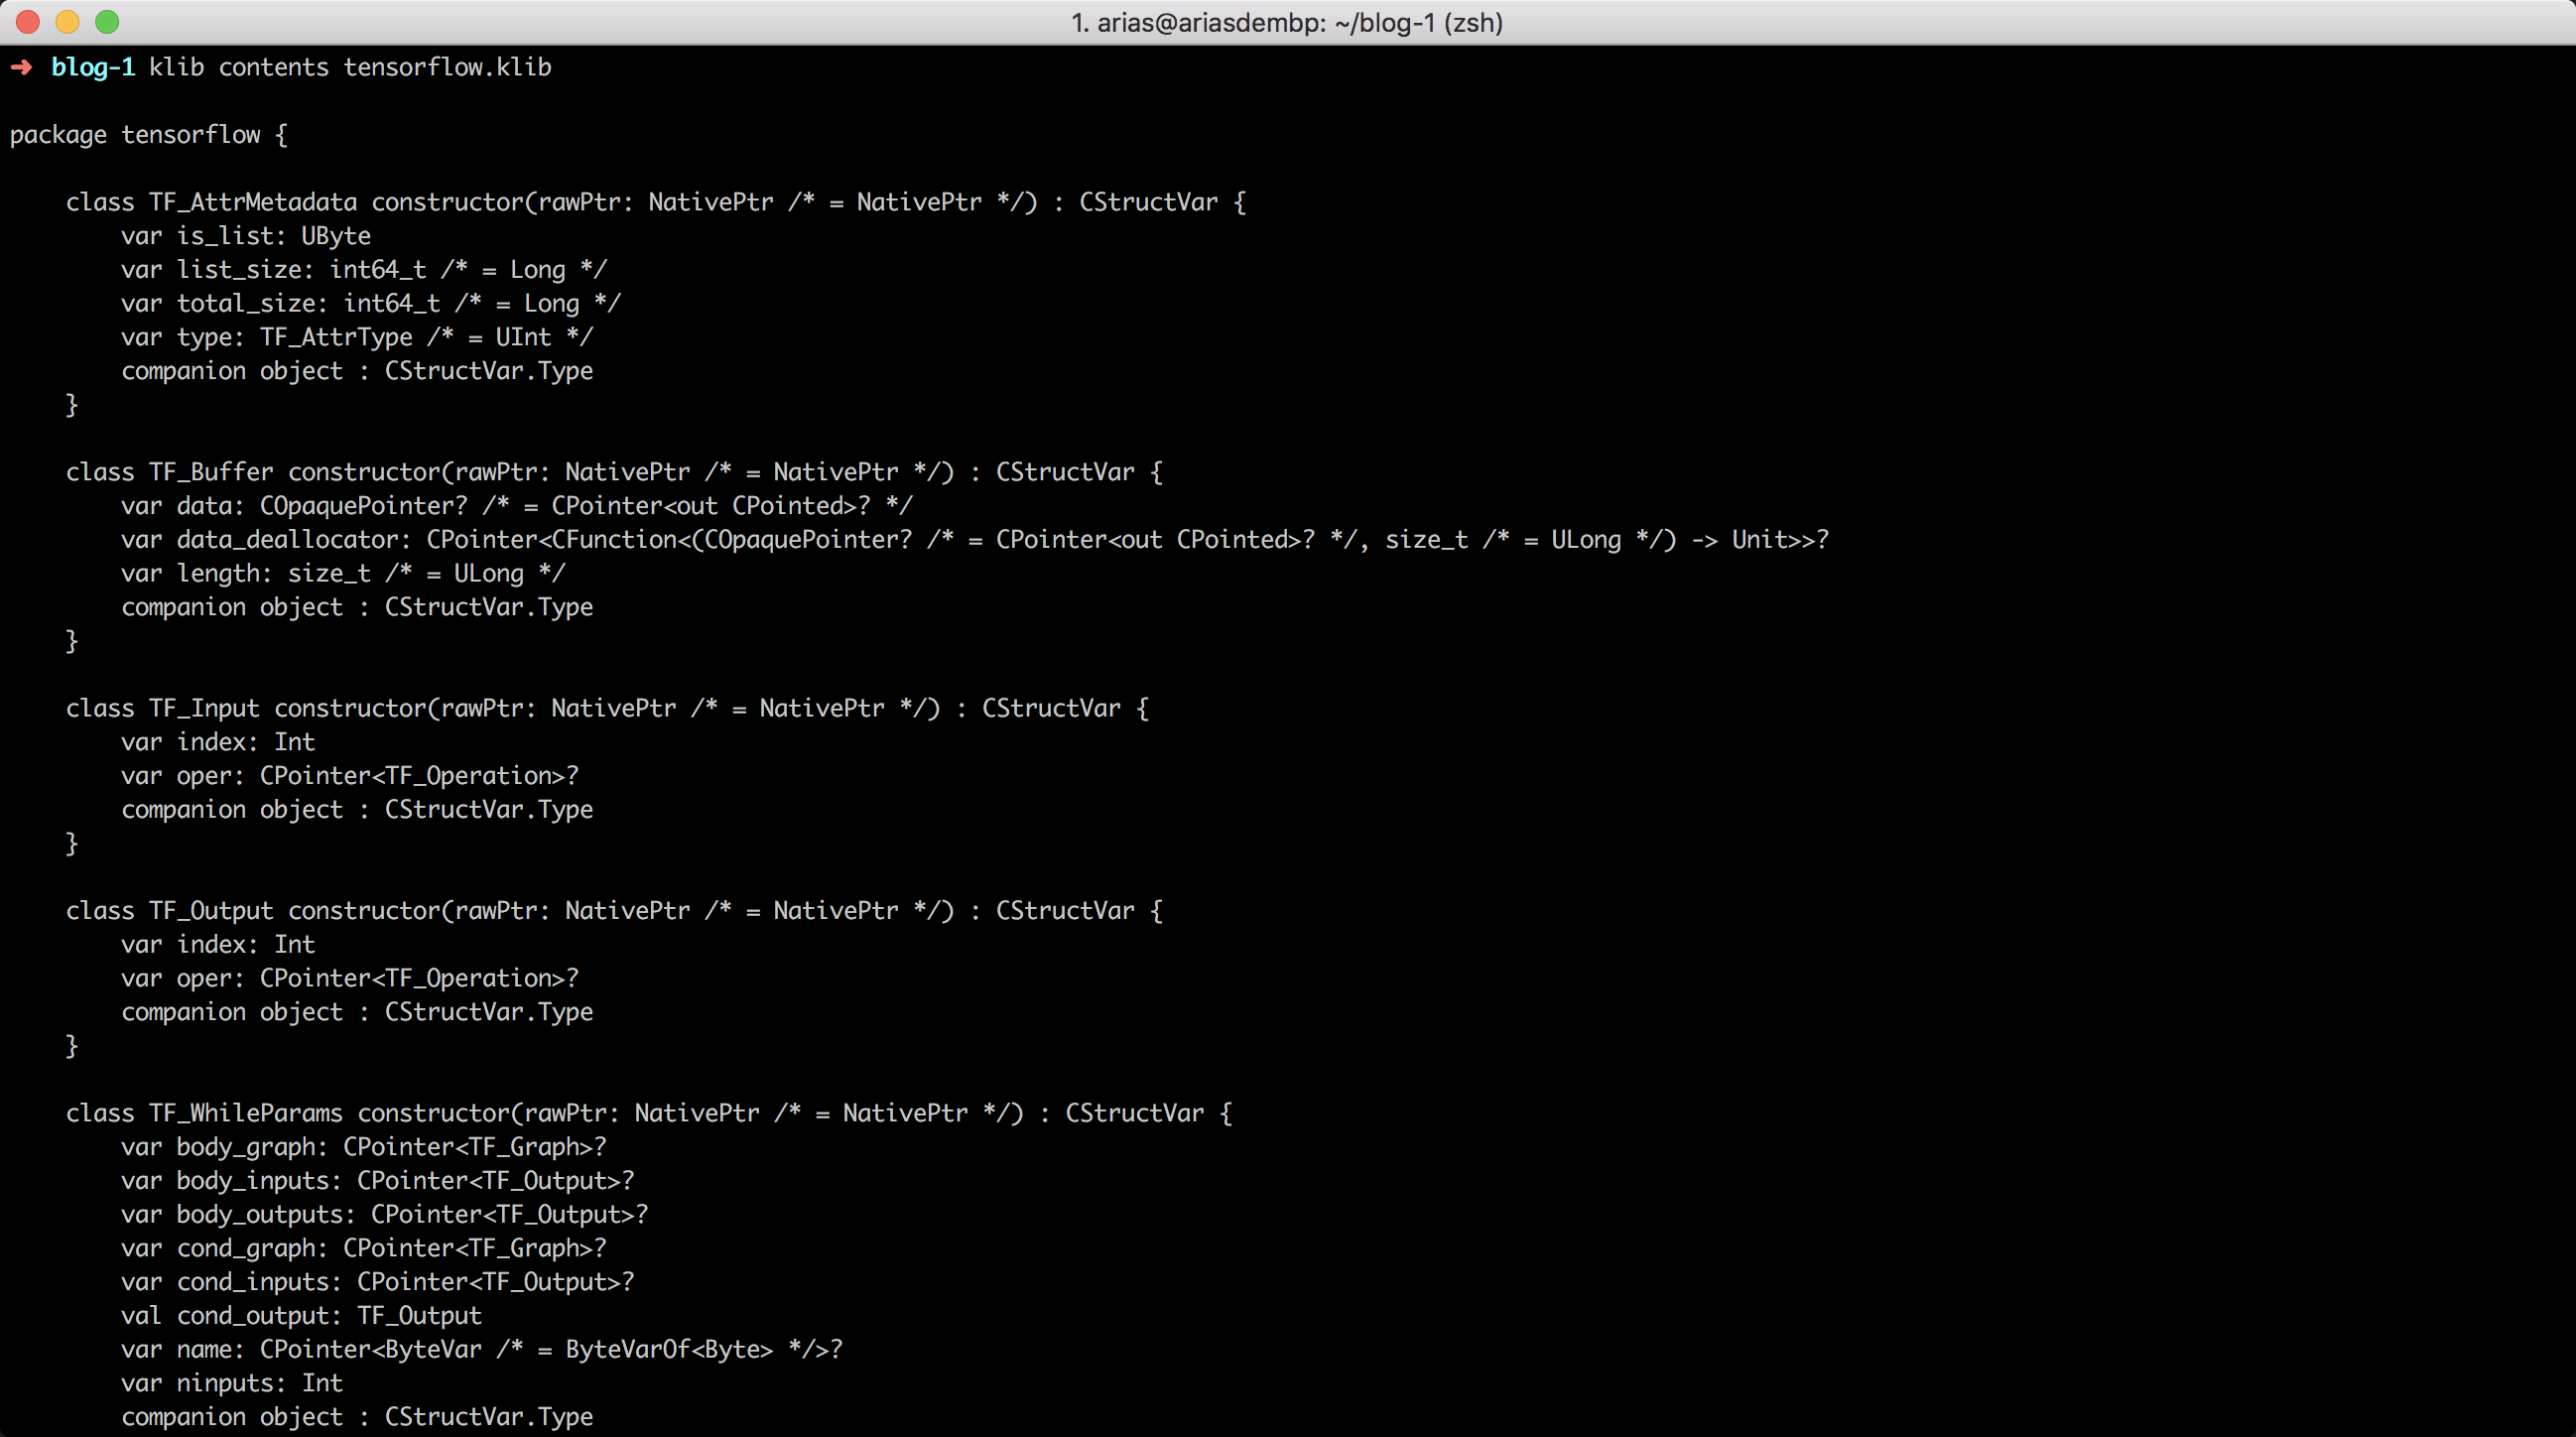 1. arias@ariasdembp: ~/blog-1 (zsh)
➜ blog-1 klib contents tensorflow.klib
package tensorflow {
class TF_AttrMetadata constructor(rawPtr: NativePtr /* = NativePtr */) : CStructVar {
var is_list: UByte
var list_size: int64_t /* = Long */
var total_size: int64_t /* = Long */
var type: TF_AttrType /* = UInt */
companion object : CStructVar.Type
}
class TF_Buffer constructor(rawPtr: NativePtr /* = NativePtr */) : CStructVar {
var data: COpaquePointer? /* = CPointer<out CPointed>? */
var data_deallocator: CPointer<CFunction<(COpaquePointer? /* = CPointer<out CPointed>? */, size_t /* = ULong */) -> Unit>>?
var length: size_t /* = ULong */
companion object : CStructVar.Type
}
class TF_Input constructor(rawPtr: NativePtr /* = NativePtr */) : CStructVar {
var index: Int
var oper: CPointer<TF_Operation>?
companion object : CStructVar.Type
}
class TF_Output constructor(rawPtr: NativePtr /* = NativePtr */) : CStructVar {
var index: Int
var oper: CPointer<TF_Operation>?
companion object : CStructVar.Type
}
class TF_WhileParams constructor(rawPtr: NativePtr /* = NativePtr */) : CStructVar {
var body_graph: CPointer<TF_Graph>?
var body_inputs: CPointer<TF_Output>?
var body_outputs: CPointer<TF_Output>?
var cond_graph: CPointer<TF_Graph>?
var cond_inputs: CPointer<TF_Output>?
val cond_output: TF_Output
var name: CPointer<ByteVar /* = ByteVarOf<Byte> */>?
var ninputs: Int
companion object : CStructVar.Type